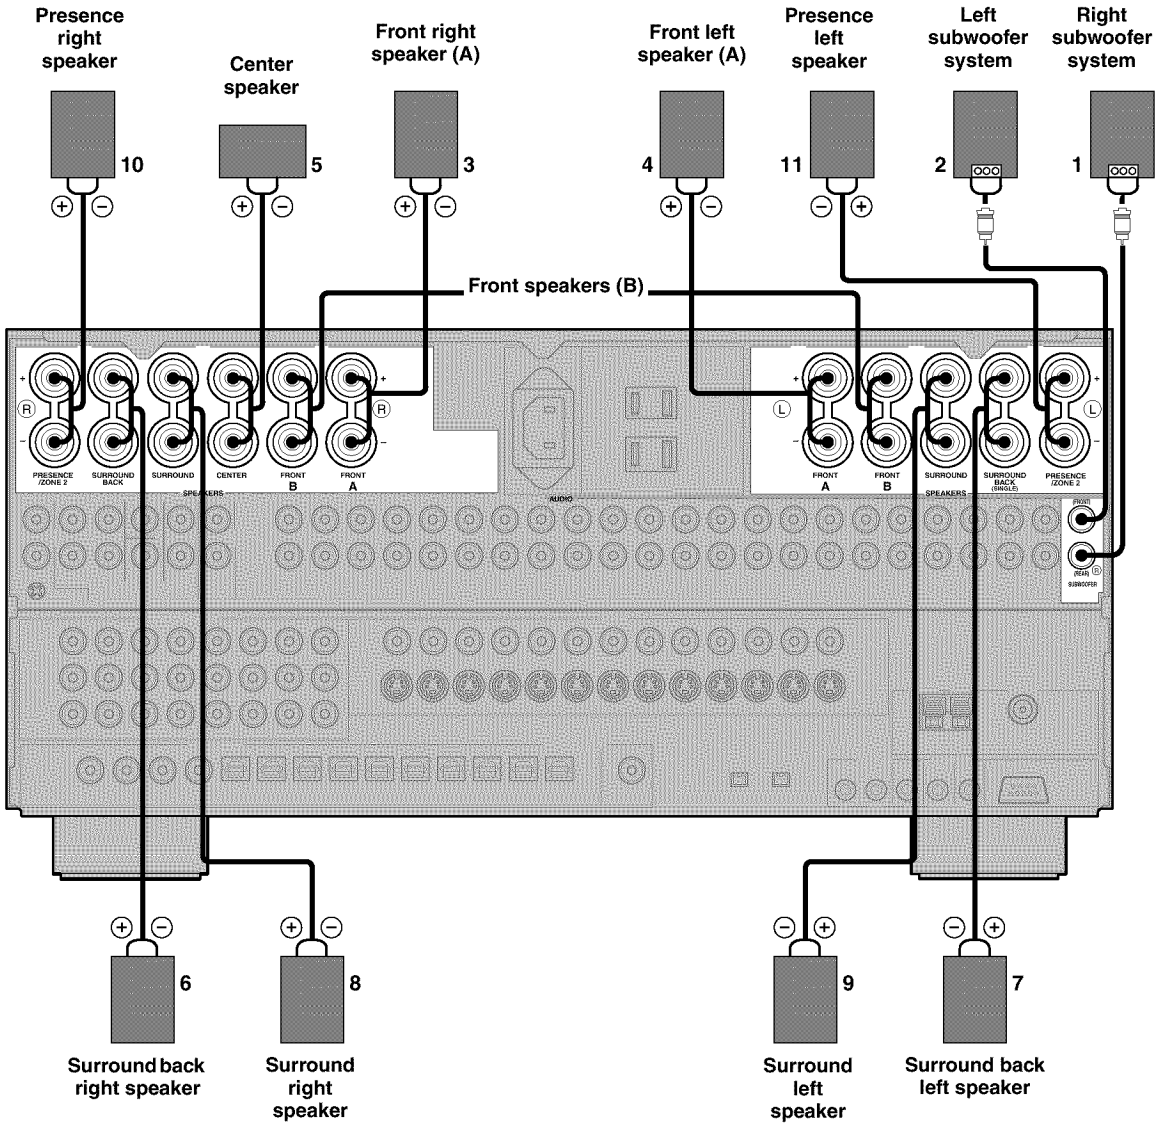 Presence
right
speaker
Center
speaker
Front right
speaker (A)
Front left
speaker (A)
Presence
left
speaker
Left
subwoofer
system
Right
subwoofer
system
10
5
3
4
11
2
1
+ −
+ −
+ −
+ −
− +
Front speakers (B)
+
R
−
+
R
−
+
L
−
+
L
−
PRESENCE
/ZONE 2
SURROUND
BACK
SURROUND
CENTER
FRONT
B
FRONT
A
SPEAKERS
AUDIO
FRONT
A
FRONT
B
SURROUND
SURROUND
BACK
(SINGLE)
PRESENCE
/ZONE 2
SPEAKERS
(FRONT)
(REAR)
R
SUBWOOFER
+ −
+ −
− +
− +
6
8
9
7
Surround back
right speaker
Surround
right
speaker
Surround
left
speaker
Surround back
left speaker